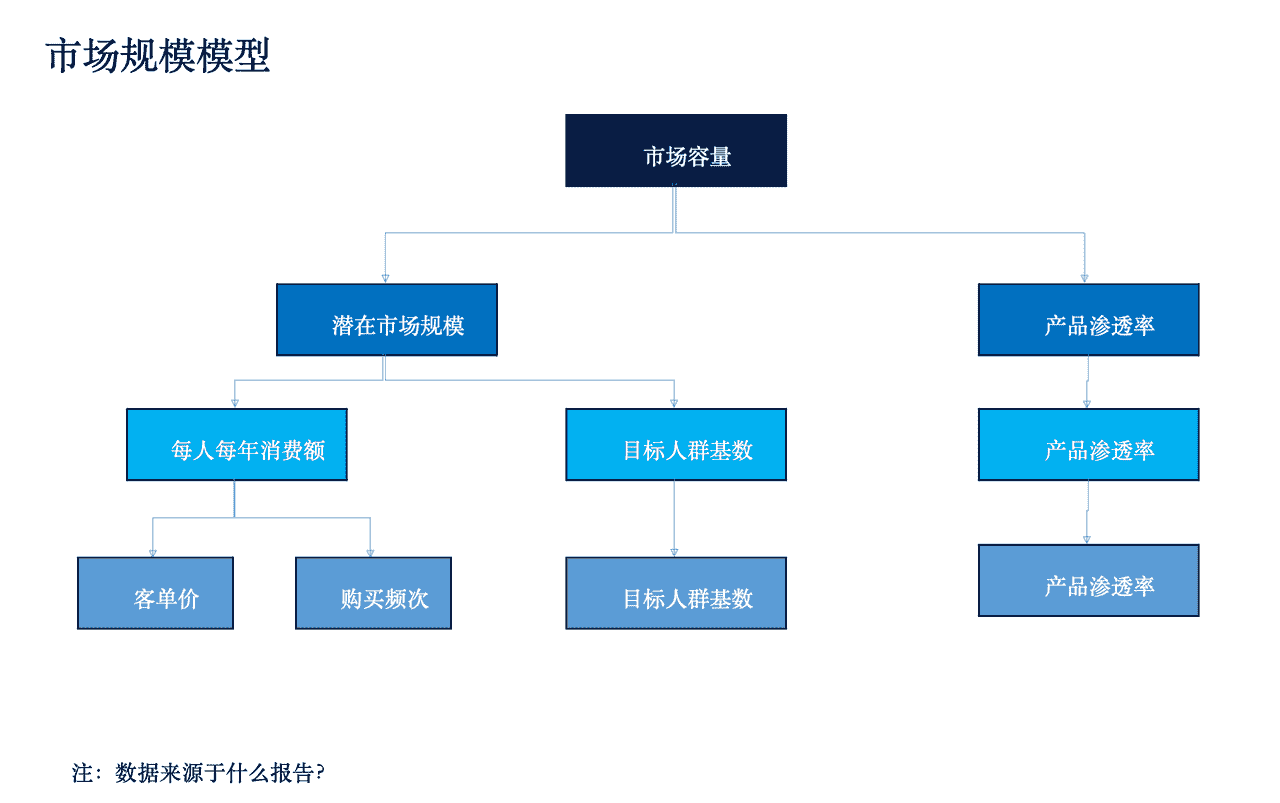 市场规模模型
市场容量
潜在市场规模
产品渗透率
每人每年消费额
目标人群基数
产品渗透率
客单价
购买频次
目标人群基数
产品渗透率
注：数据来源于什么报告?